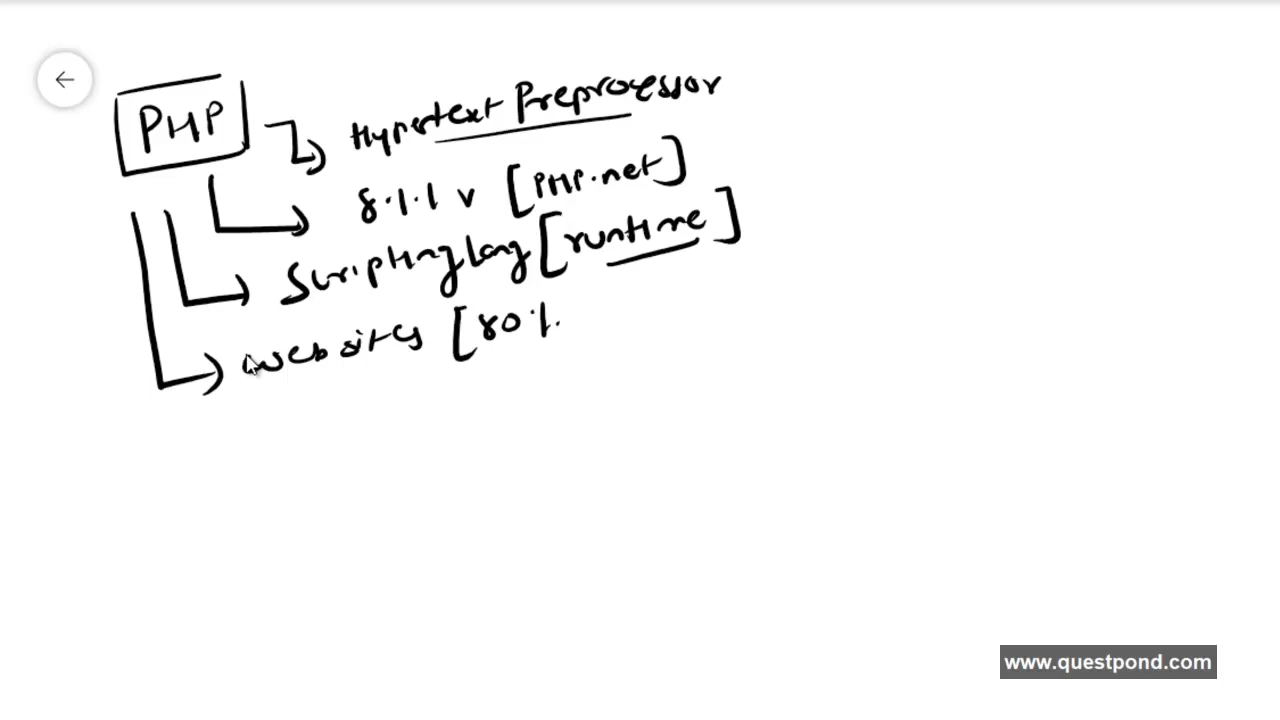 PHP
Hypertext Preprocessor
8.1.1 v [PHP.net]
Scripting Lang [runtime]
websites [80%
www.questpond.com